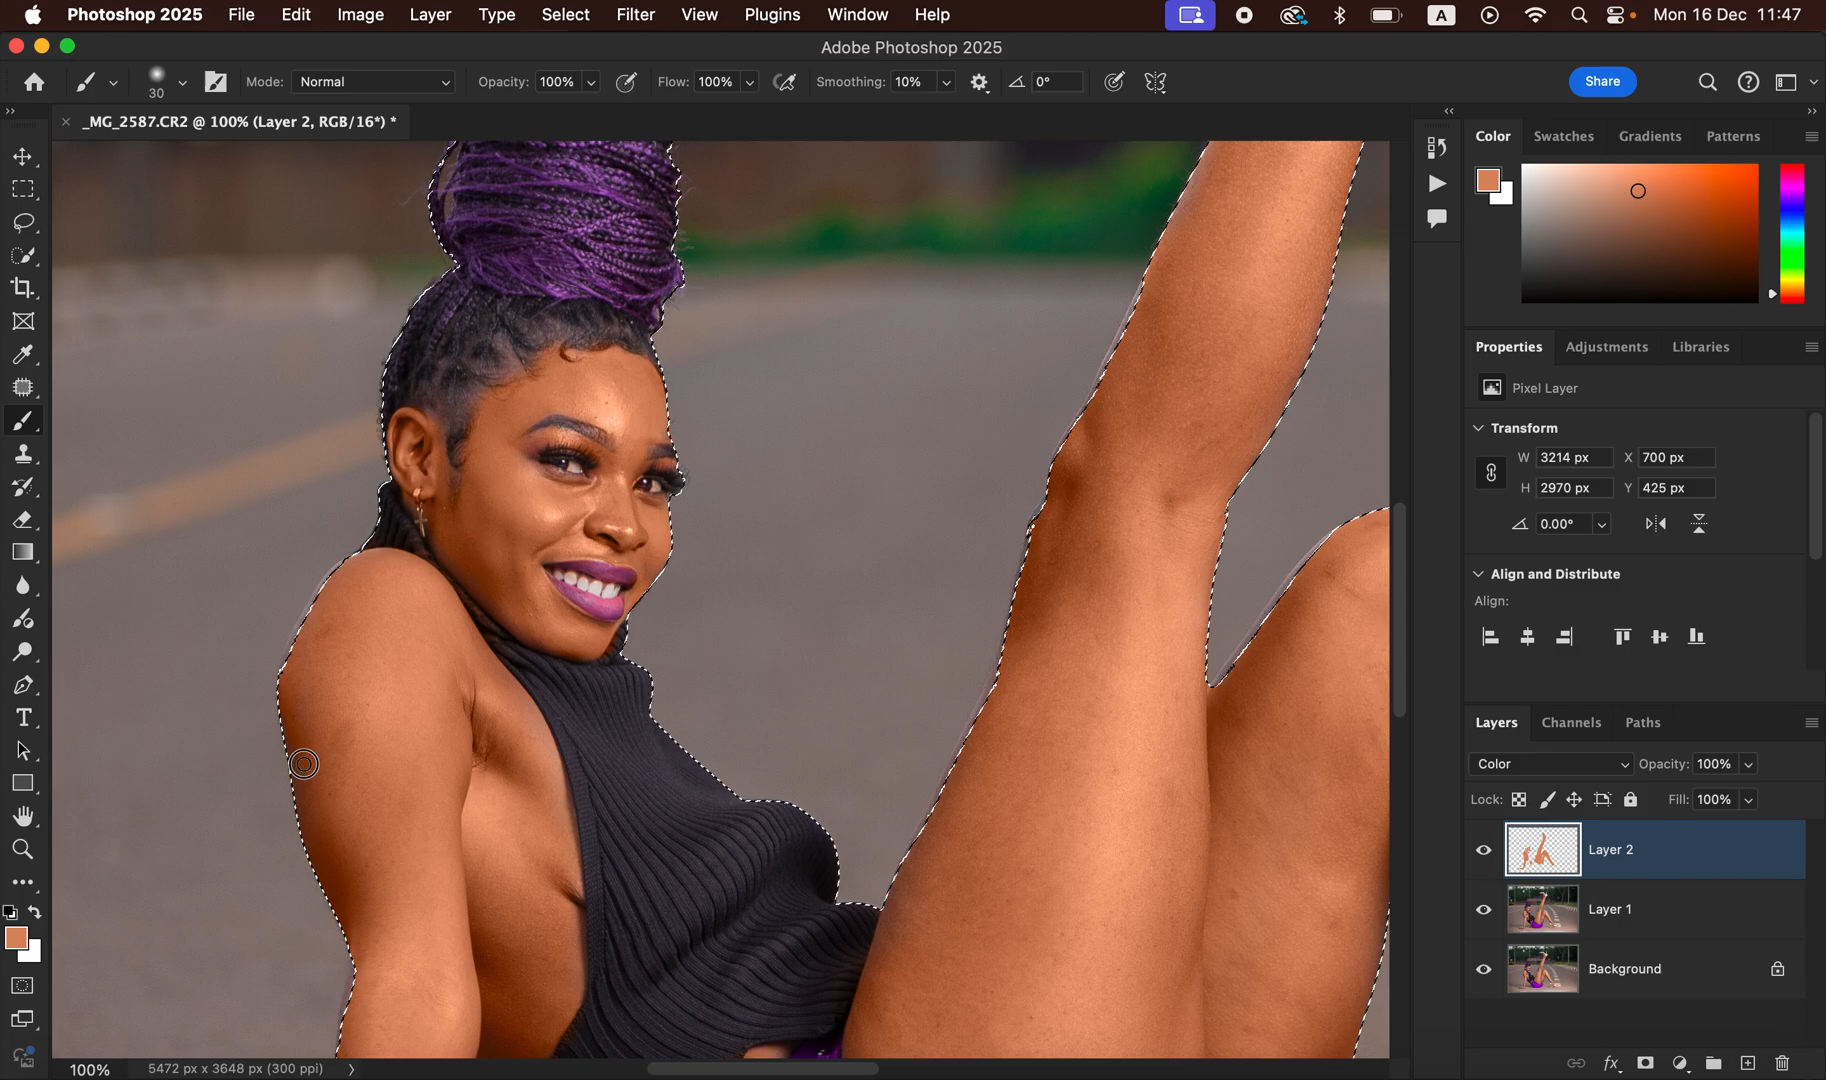 Photoshop 2025 File Edit Image Layer Type Select Filter View Plugins Window Help A Mon 16 Dec 11:47
Adobe Photoshop 2025
30 Mode: Normal Opacity: 100% Flow: 100% Smoothing: 10% 0° Share
_MG_2587.CR2 @ 100% (Layer 2, RGB/16*) *
Color Swatches Gradients Patterns
Properties Adjustments Libraries
Pixel Layer
Transform
W 3214 px X 700 px
H 2970 px Y 425 px
0.00°
Align and Distribute
Align:
Layers Channels Paths
Color Opacity: 100%
Lock: Fill: 100%
Layer 2
Layer 1
Background
T
fx
100% 5472 px x 3648 px (300 ppi)